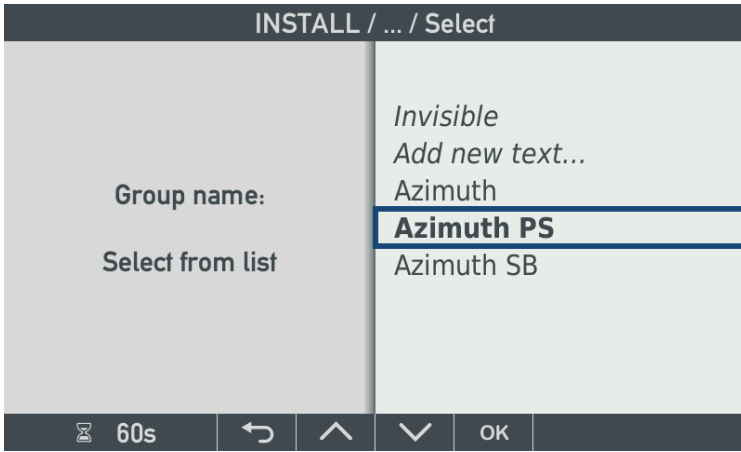 INSTALL / ... / Select
Group name:
Select from list
Invisible
Add new text...
Azimuth
Azimuth PS
Azimuth SB
60s
OK